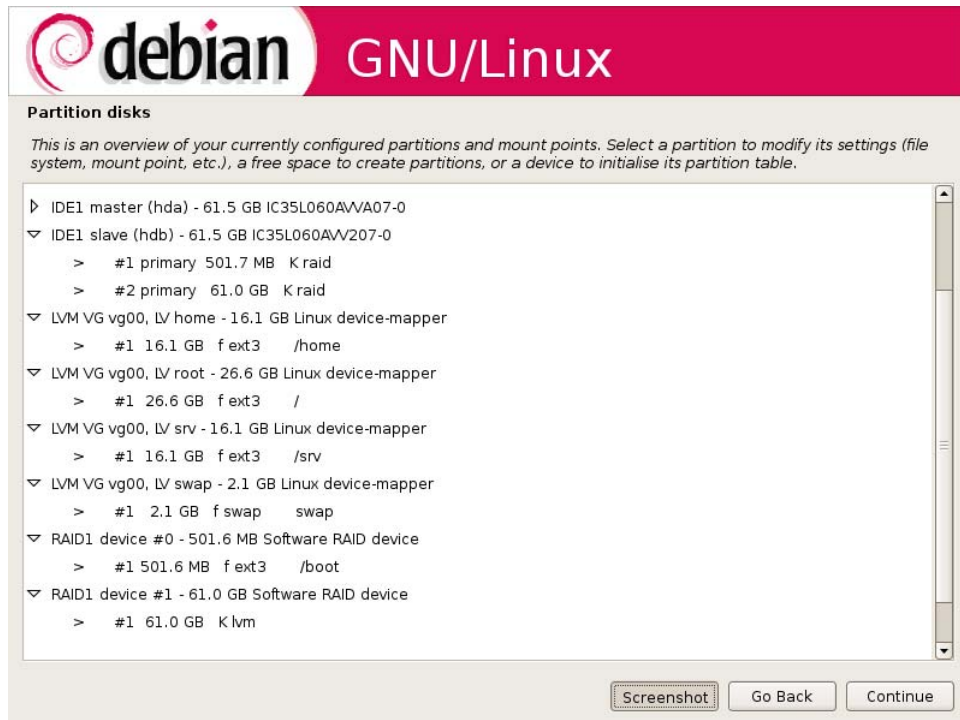 debian GNU/Linux
Partition disks
This is an overview of your currently configured partitions and mount points. Select a partition to modify its settings (file
system, mount point, etc.), a free space to create partitions, or a device to initialise its partition table.
IDE1 master (hda) - 61.5 GB IC35L060AVVA07-0
IDE1 slave (hdb) - 61.5 GB IC35L060AVV207-0
> #1 primary 501.7 MB K raid
> #2 primary 61.0 GB K raid
LVM VG vg00, LV home - 16.1 GB Linux device-mapper
> #1 16.1 GB f ext3 /home
LVM VG vg00, LV root - 26.6 GB Linux device-mapper
> #1 26.6 GB f ext3 /
LVM VG vg00, LV srv - 16.1 GB Linux device-mapper
> #1 16.1 GB f ext3 /srv
LVM VG vg00, LV swap - 2.1 GB Linux device-mapper
> #1 2.1 GB f swap swap
RAID1 device #0 - 501.6 MB Software RAID device
> #1 501.6 MB f ext3 /boot
RAID1 device #1 - 61.0 GB Software RAID device
> #1 61.0 GB K lvm
Screenshot Go Back Continue